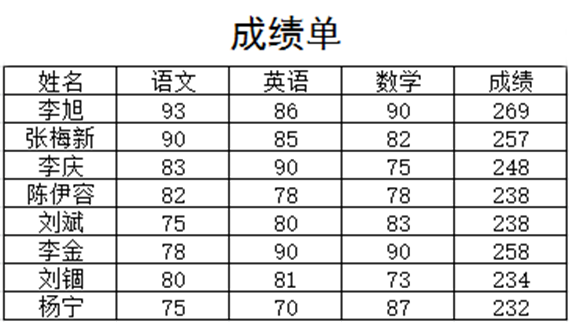 成绩单
姓名 语文 英语 数学 成绩
李旭 93 86 90 269
张梅新 90 85 82 257
李庆 83 90 75 248
陈伊容 82 78 78 238
刘斌 75 80 83 238
李金 78 90 90 258
刘锢 80 81 73 234
杨宁 75 70 87 232